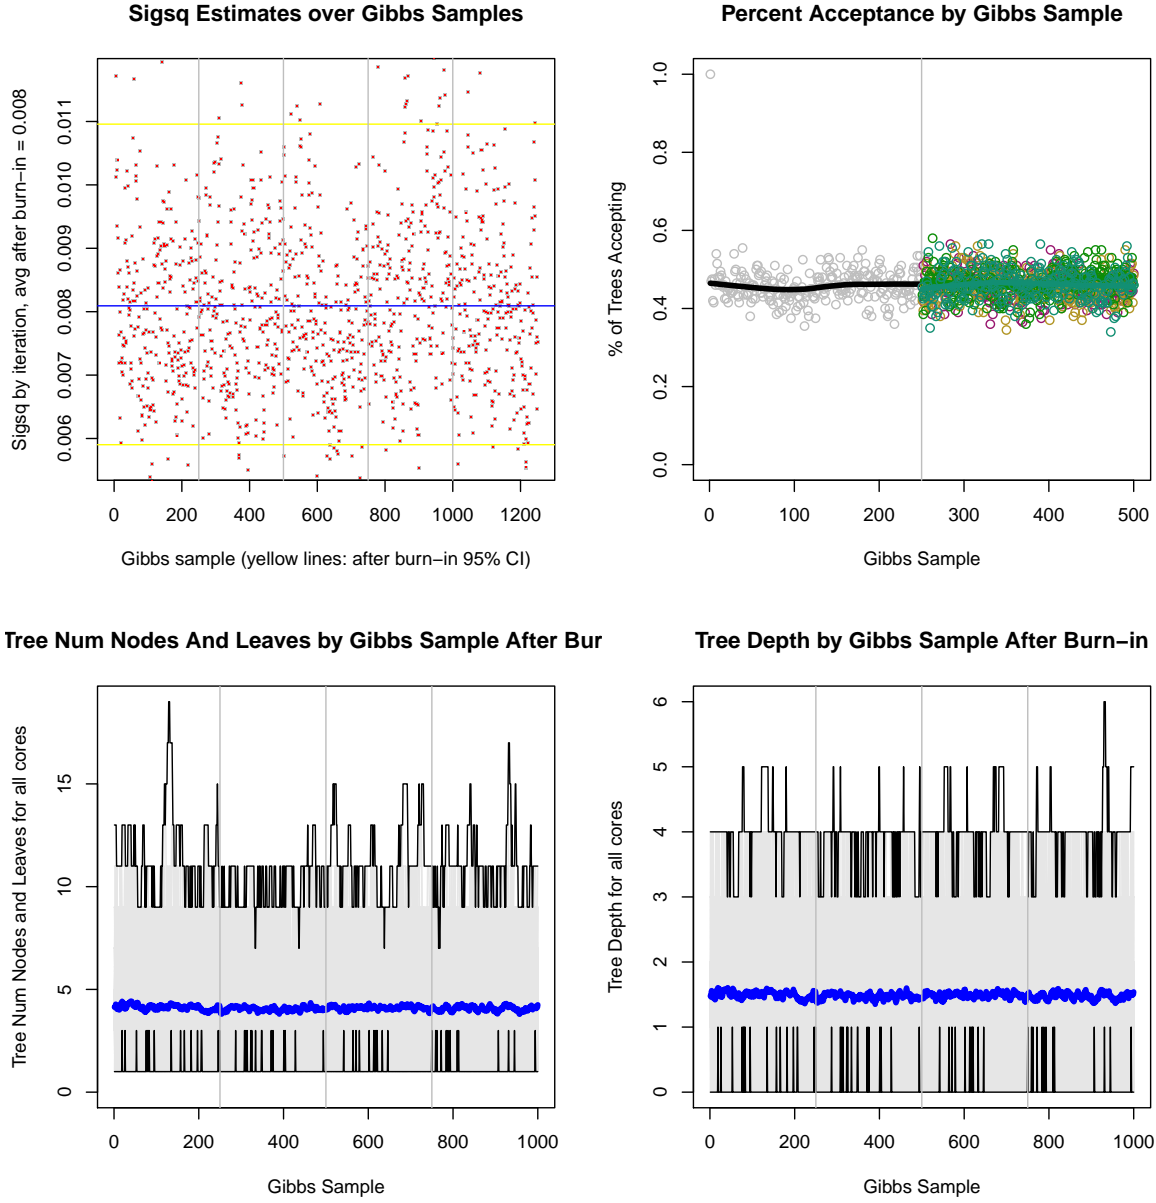 Sigsq Estimates over Gibbs Samples
Sigsq by iteration, avg after burn−in = 0.008
0.006 0.007 0.008 0.009 0.010 0.011
0 200 400 600 800 1000 1200
Gibbs sample (yellow lines: after burn−in 95% CI)
Percent Acceptance by Gibbs Sample
% of Trees Accepting
0.0 0.2 0.4 0.6 0.8 1.0
0 100 200 300 400 500
Gibbs Sample
Tree Num Nodes And Leaves by Gibbs Sample After Bur
Tree Num Nodes and Leaves for all cores
0 5 10 15
0 200 400 600 800 1000
Gibbs Sample
Tree Depth by Gibbs Sample After Burn−in
Tree Depth for all cores
0 1 2 3 4 5 6
0 200 400 600 800 1000
Gibbs Sample